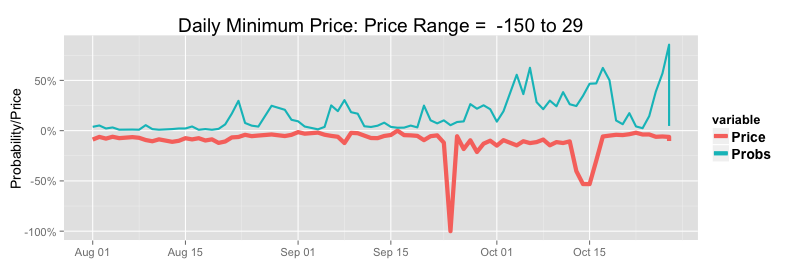 Daily Minimum Price: Price Range = -150 to 29
Probability/Price
50%
0%
-50%
-100%
Aug 01
Aug 15
Sep 01
Sep 15
Oct 01
Oct 15
variable
Price
Probs